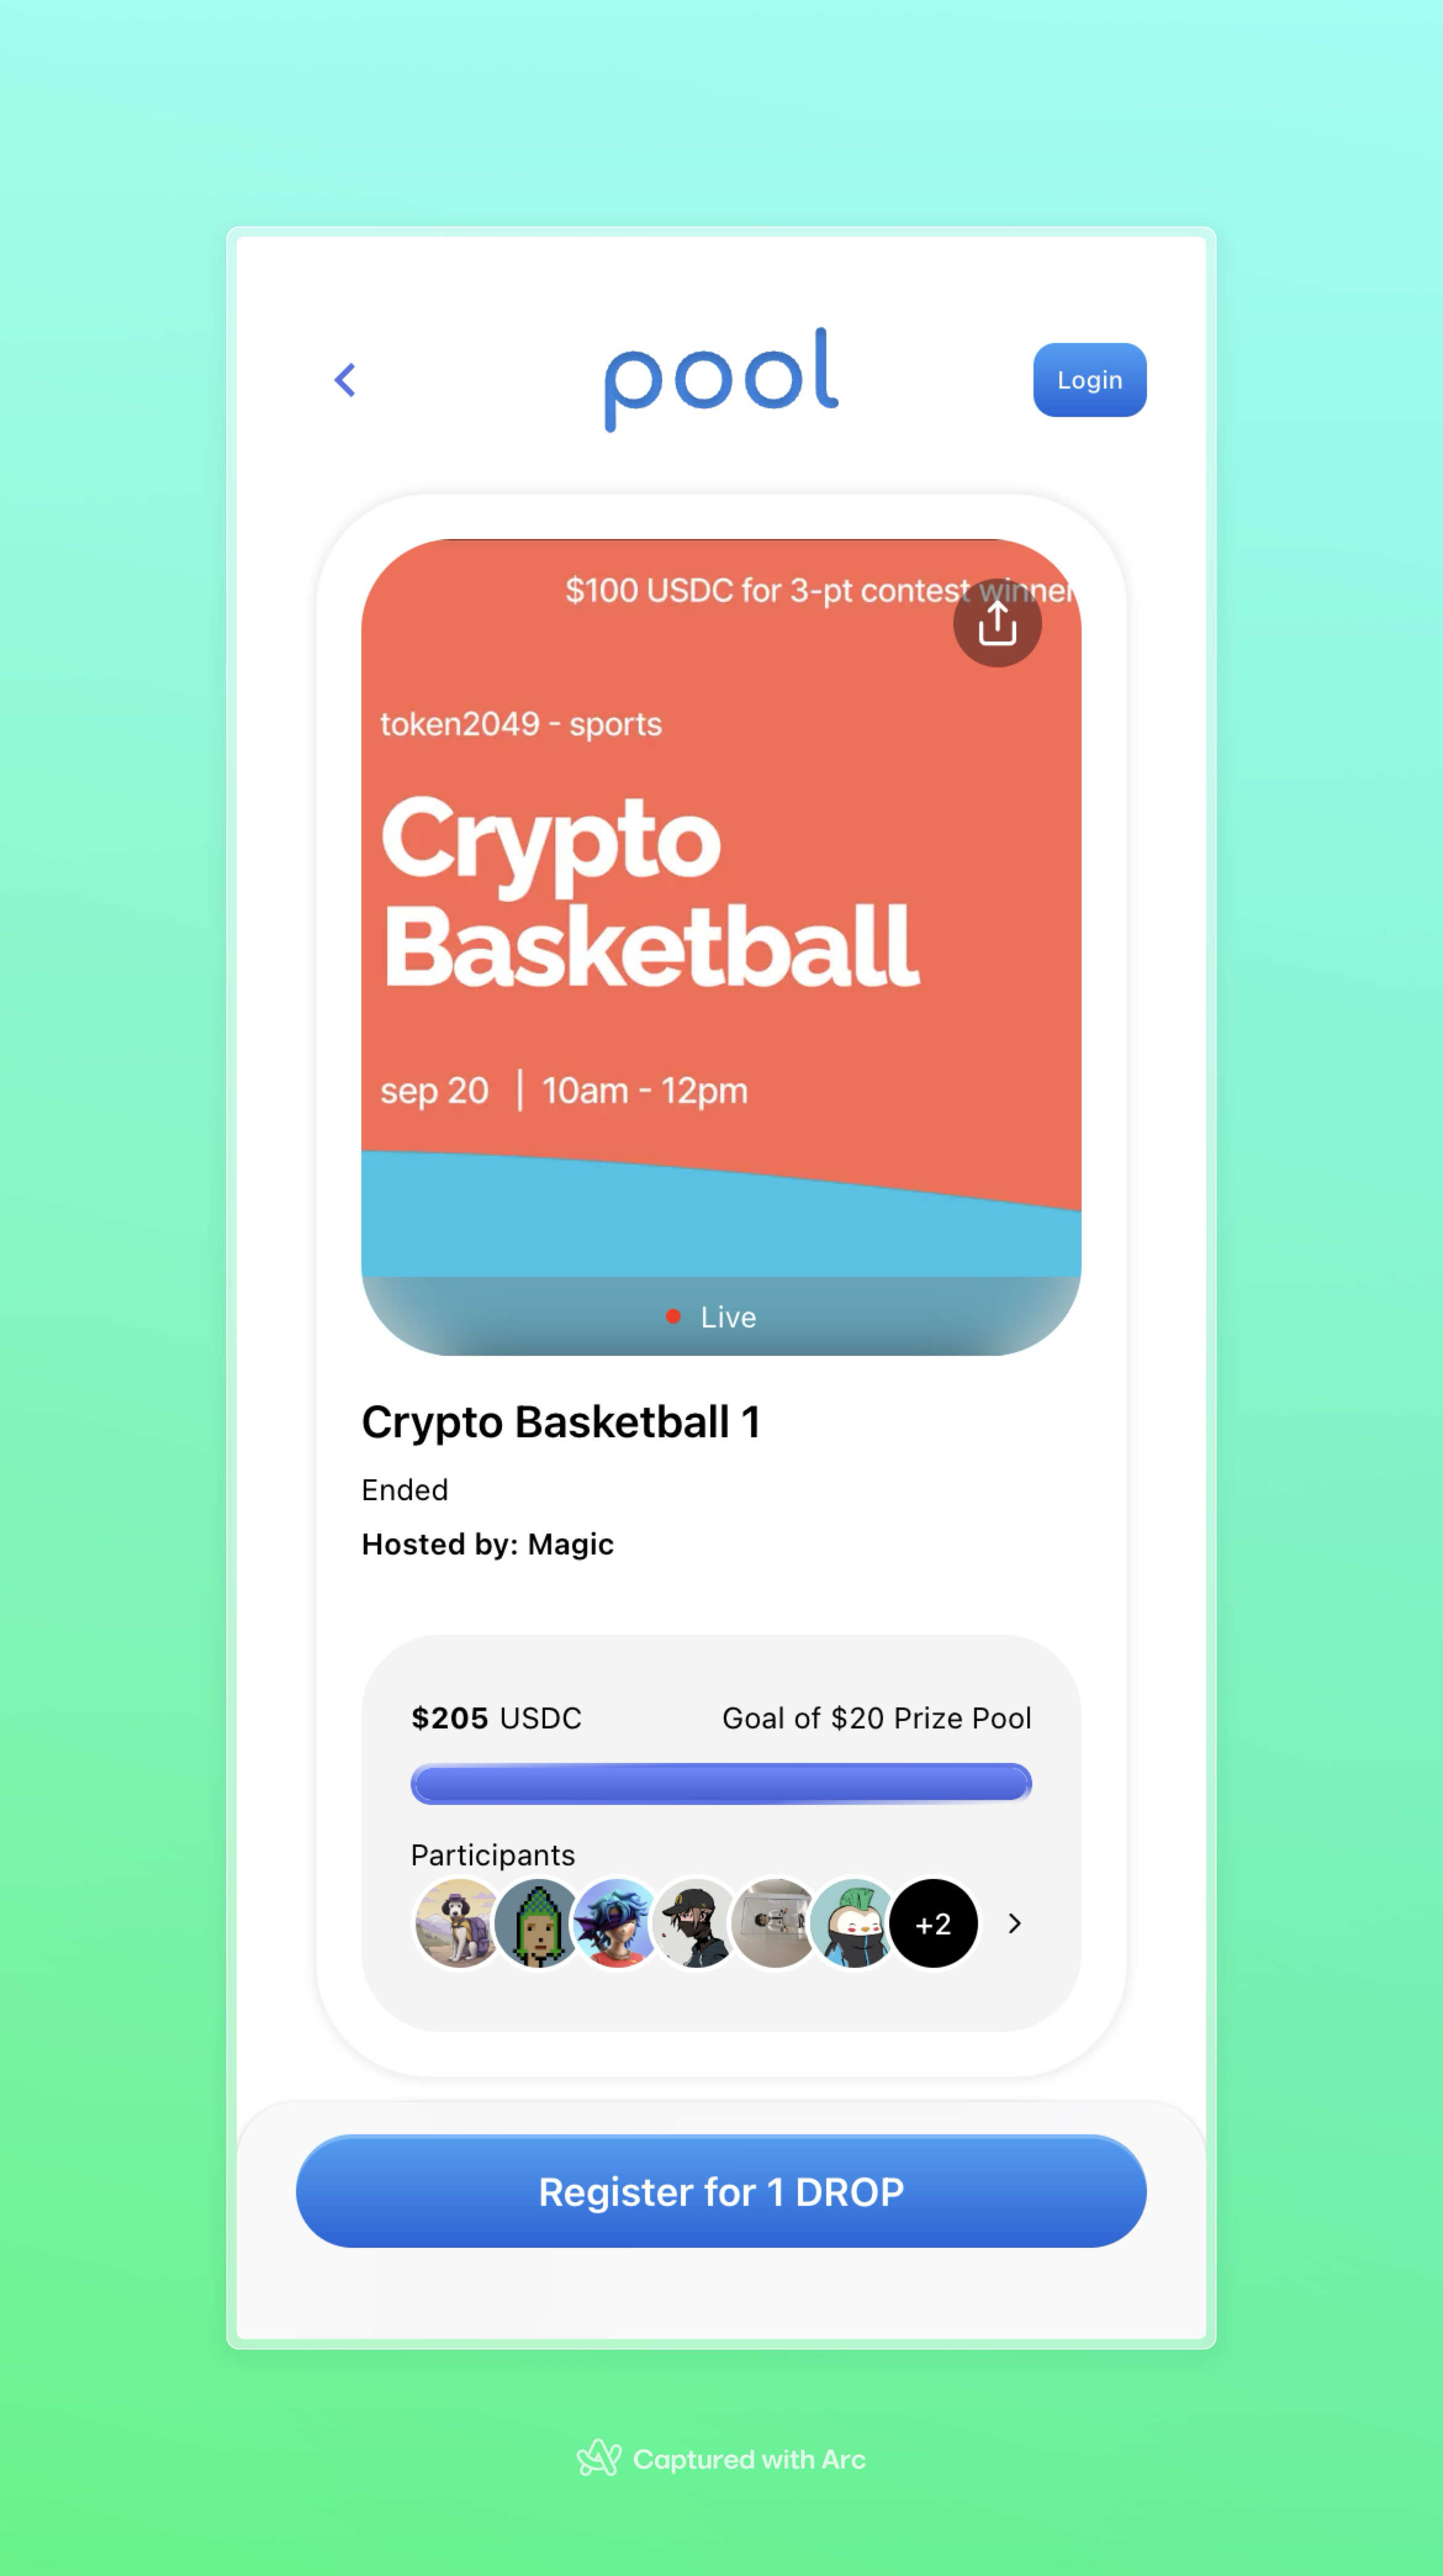 pool
Login
$100 USDC for 3-pt contest winner
token2049 - sports
Crypto
Basketball
sep 20 | 10am - 12pm
Live
Crypto Basketball 1
Ended
Hosted by: Magic
$205 USDC
Goal of $20 Prize Pool
Participants
+2
Register for 1 DROP
Captured with Arc